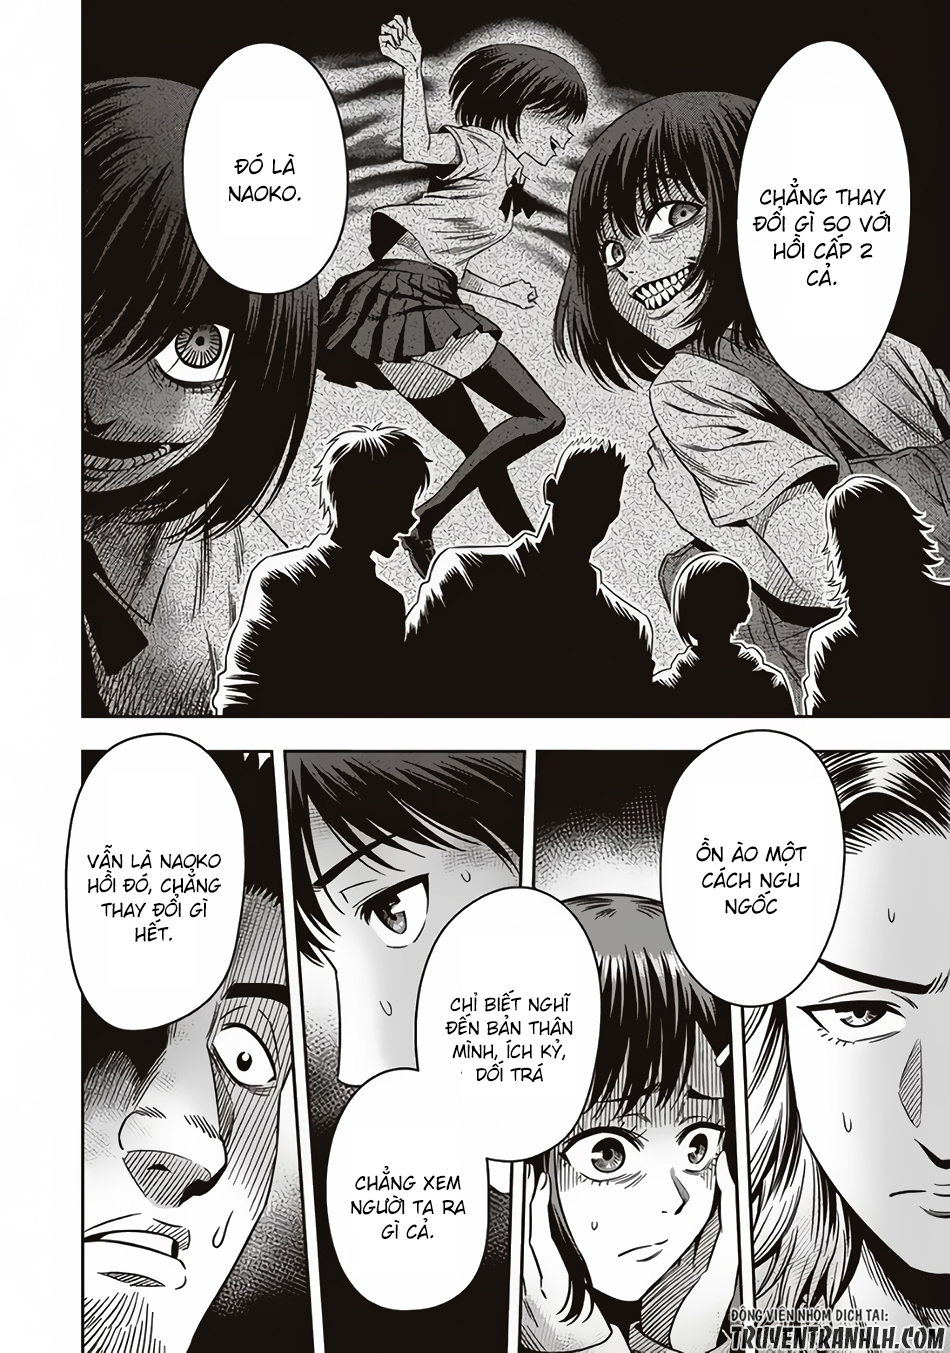 CHẲNG THAY
ĐỔI GÌ SO VỚI
HỒI CẤP 2
CẢ.
ĐÓ LÀ
NAOKO.
ỒN ÀO MỘT
CÁCH NGU
NGỐC
CHỈ BIẾT NGHĨ
ĐẾN BẢN THÂN
MÌNH, ÍCH KỶ,
DỐI TRÁ
CHẲNG XEM
NGƯỜI TA RA
GÌ CẢ.
VẪN LÀ NAOKO
HỒI ĐÓ, CHẲNG
THAY ĐỔI GÌ
HẾT.
ĐỘNG VIÊN NHÓM DỊCH TẠI:
TRUYENTRANHLH.COM